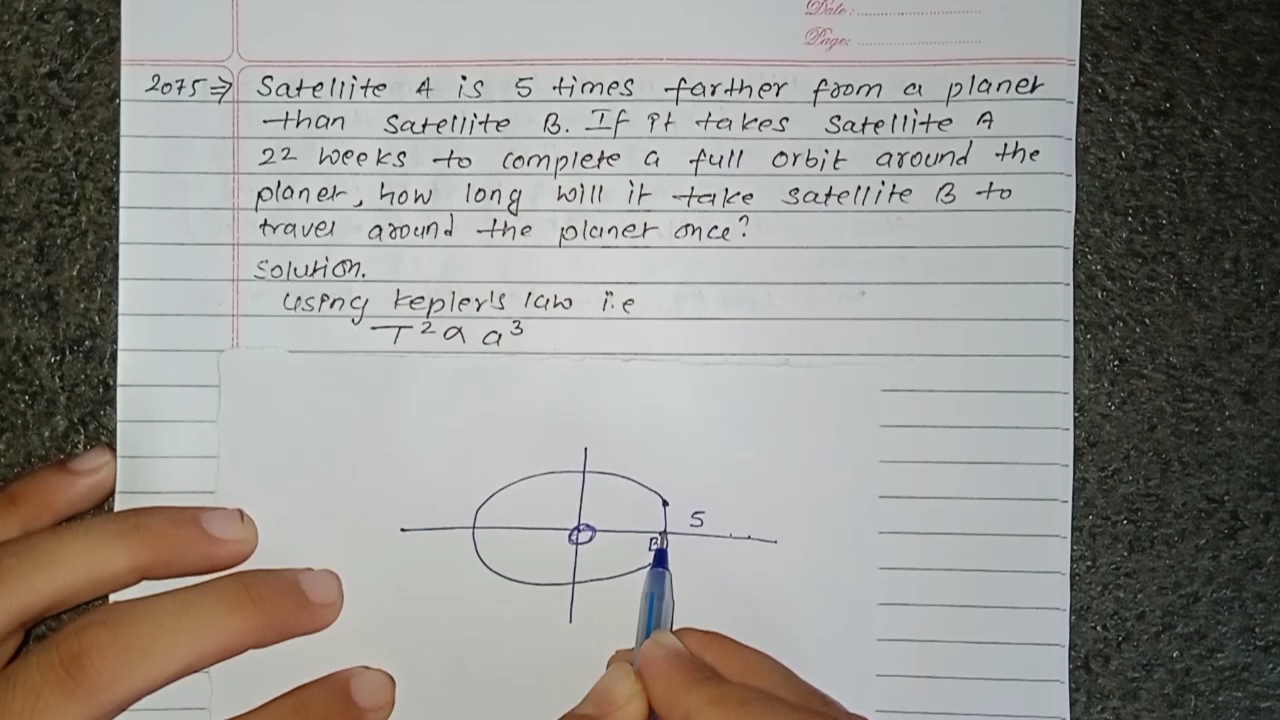 Date:
Page:
2075⇒ Satellite A is 5 times farther from a planet
than Satellite B. If it takes satellite A
22 weeks to complete a full orbit around the
planet, how long will it take satellite B to
travel around the planet once?
Solution.
Using Kepler's law i.e
T² α a³
5
B